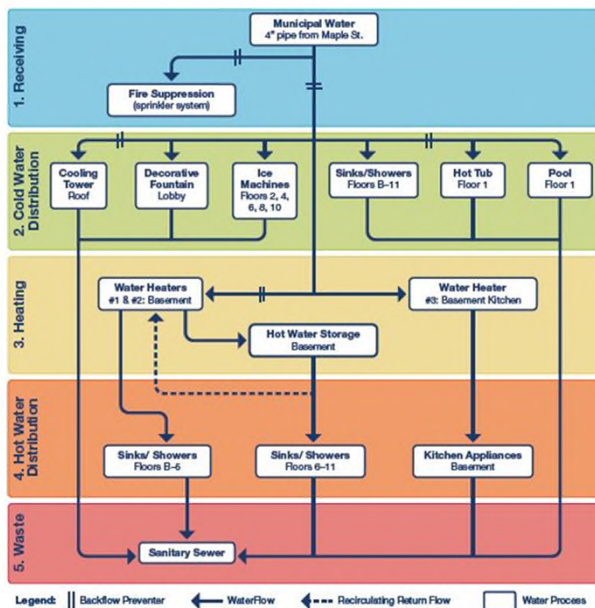 1. Receiving
Municipal Water
4" pipe from Maple St.
Fire Suppression
(sprinkler system)
2. Cold Water
Distribution
Cooling
Tower
Roof
Decorative
Fountain
Lobby
Ice
Machines
Floors 2, 4,
6, 8, 10
Sinks/Showers
Floors B–11
Hot Tub
Floor 1
Pool
Floor 1
3. Heating
Water Heaters
#1 & #2: Basement
Water Heater
#3: Basement Kitchen
Hot Water Storage
Basement
4. Hot Water
Distribution
Sinks/ Showers
Floors B–5
Sinks/ Showers
Floors 6–11
Kitchen Appliances
Basement
5. Waste
Sanitary Sewer
Legend: Backflow Preventer WaterFlow Recirculating Return Flow Water Process